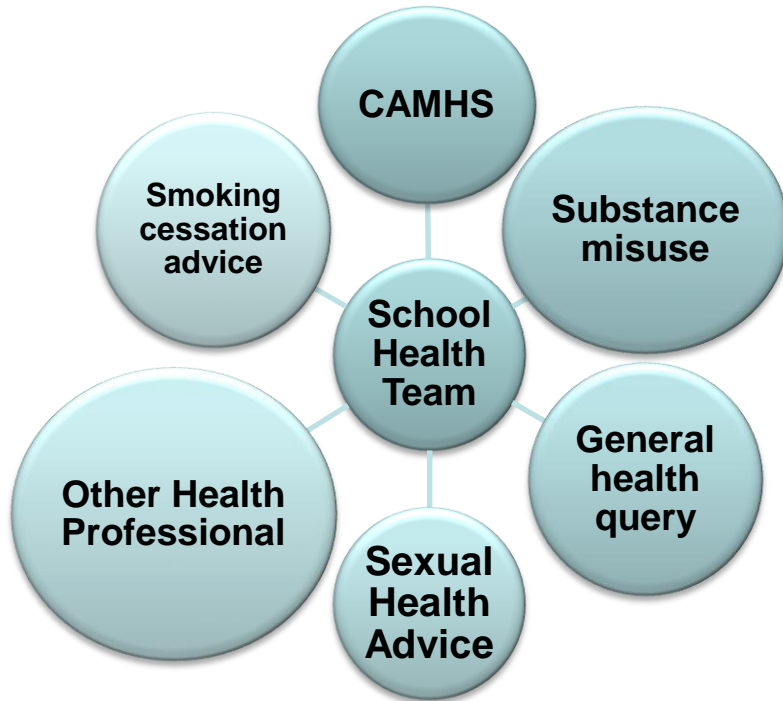 CAMHS
Substance
misuse
General
health
query
Sexual
Health
Advice
Other Health
Professional
Smoking
cessation
advice
School
Health
Team